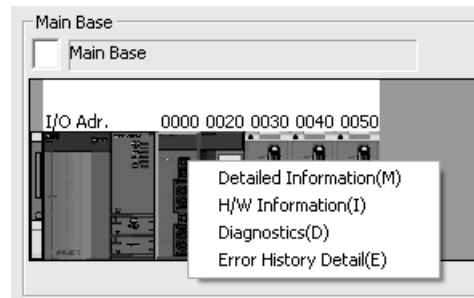 Main Base
Main Base
I/O Adr. 0000 0020 0030 0040 0050
Detailed Information(M)
H/W Information(I)
Diagnostics(D)
Error History Detail(E)